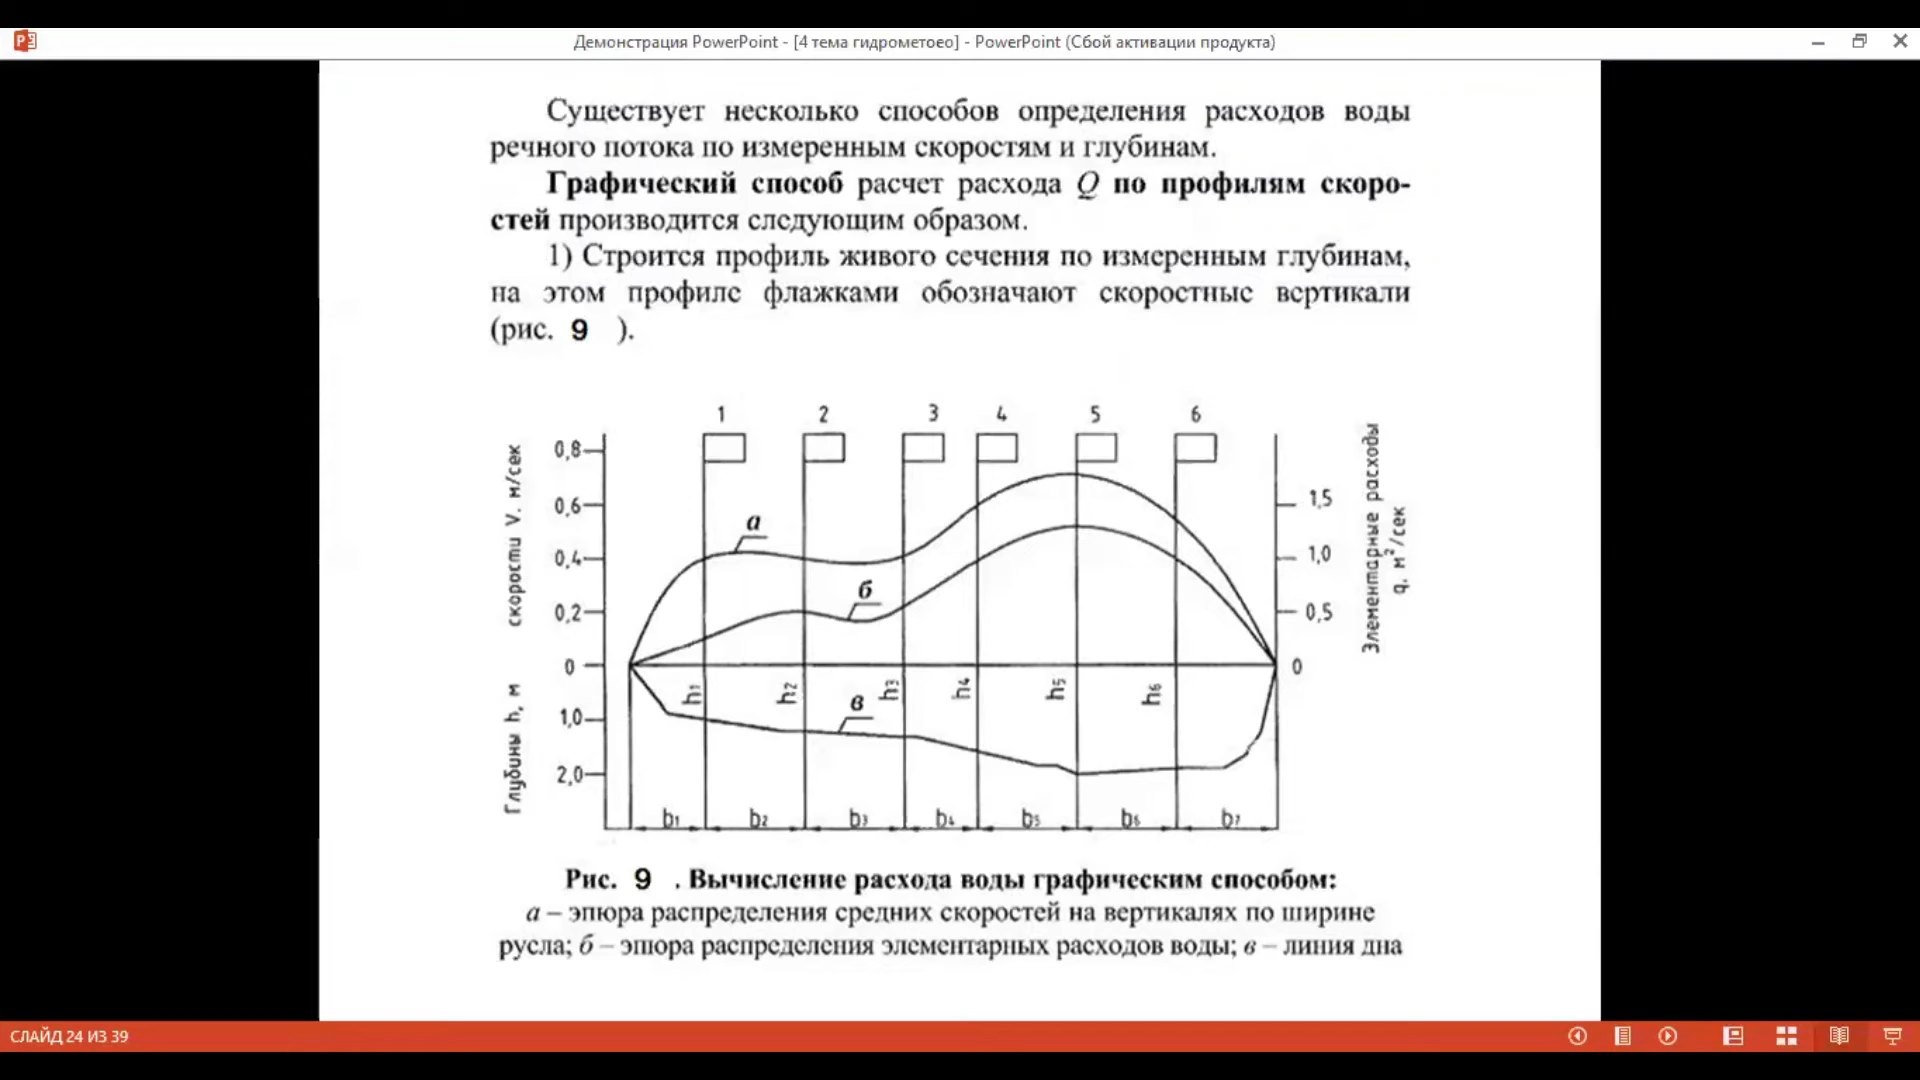 Демонстрация PowerPoint - [4 тема гидрометоео] - PowerPoint (Сбой активации продукта)
Существует несколько способов определения расходов воды
речного потока по измеренным скоростям и глубинам.
Графический способ расчет расхода Q по профилям скоро-
стей производится следующим образом.
1) Строится профиль живого сечения по измеренным глубинам,
на этом профиле флажками обозначают скоростные вертикали
(рис. 9 ).
1 2 3 4 5 6
скорости V. м/сек
0,8
0,6
0,4
0,2
0
Глубины h, м
1,0
2,0
а
б
в
h1 h2 h3 h4 h5 h6
b1 b2 b3 b4 b5 b6 b7
1,5
1,0
0,5
0
Элементарные расходы
q. м²/сек
Рис. 9 . Вычисление расхода воды графическим способом:
а – эпюра распределения средних скоростей на вертикалях по ширине
русла; б – эпюра распределения элементарных расходов воды; в – линия дна
СЛАЙД 24 ИЗ 39